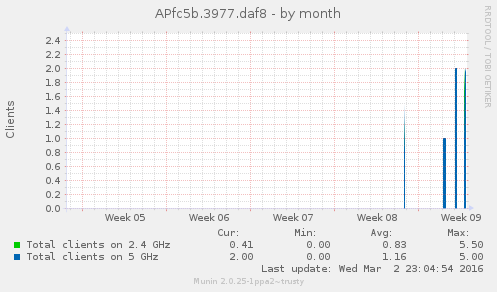 APfc5b.3977.daf8 - by month
RRDTOOL / TOBI OETIKER
Clients
2.4
2.2
2.0
1.8
1.6
1.4
1.2
1.0
0.8
0.6
0.4
0.2
0.0
Week 05 Week 06 Week 07 Week 08 Week 09
Cur: Min: Avg: Max:
Total clients on 2.4 GHz 0.41 0.00 0.83 5.50
Total clients on 5 GHz 2.00 0.00 1.16 5.00
Last update: Wed Mar 2 23:04:54 2016
Munin 2.0.25-1ppa2~trusty